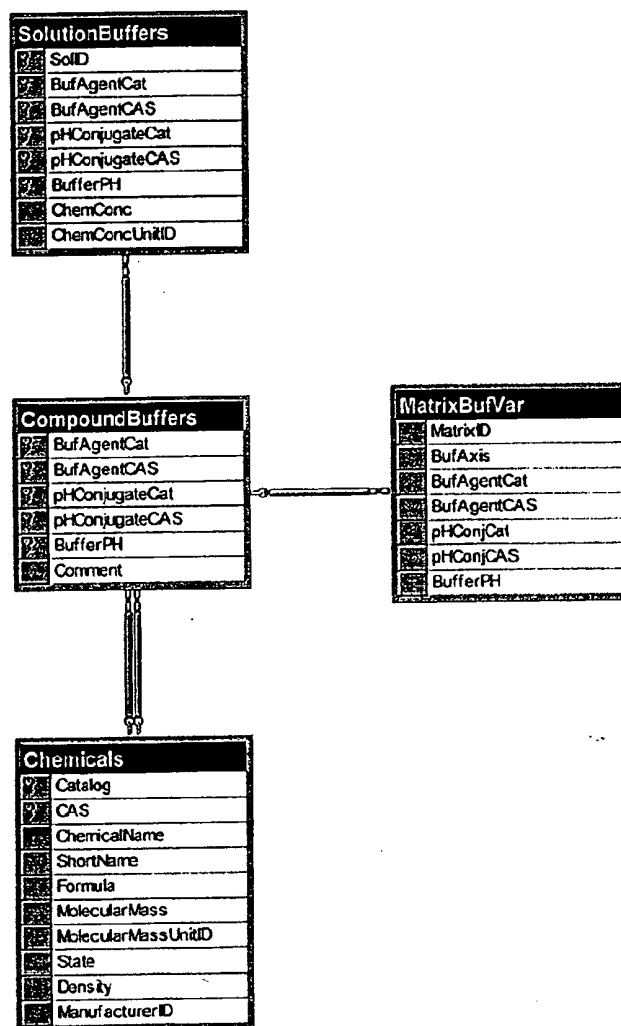 SolutionBuffers
SolID
BufAgentCat
BufAgentCAS
pHConjugateCat
pHConjugateCAS
BufferPH
ChemConc
ChemConcUnitID
CompoundBuffers
BufAgentCat
BufAgentCAS
pHConjugateCat
pHConjugateCAS
BufferPH
Comment
MatrixBufVar
MatrixID
BufAxis
BufAgentCat
BufAgentCAS
pHConjCat
pHConjCAS
BufferPH
Chemicals
Catalog
CAS
ChemicalName
ShortName
Formula
MolecularMass
MolecularMassUnitID
State
Density
ManufacturerID